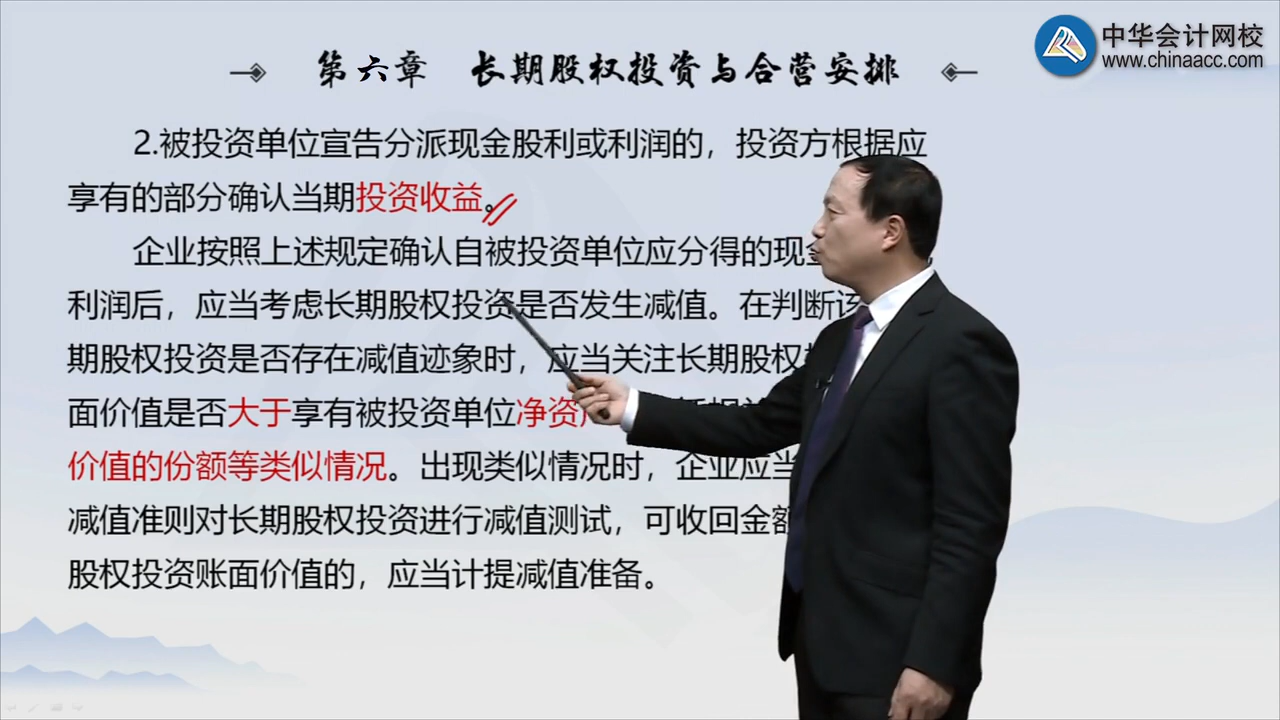 中华会计网校
www.chinaacc.com
第六章 长期股权投资与合营安排
2.被投资单位宣告分派现金股利或利润的，投资方根据应
享有的部分确认当期投资收益。
企业按照上述规定确认自被投资单位应分得的现金
利润后，应当考虑长期股权投资是否发生减值。在判断该
期股权投资是否存在减值迹象时，应当关注长期股权
面价值是否大于享有被投资单位净资
价值的份额等类似情况。出现类似情况时，企业应当
减值准则对长期股权投资进行减值测试，可收回金额
股权投资账面价值的，应当计提减值准备。